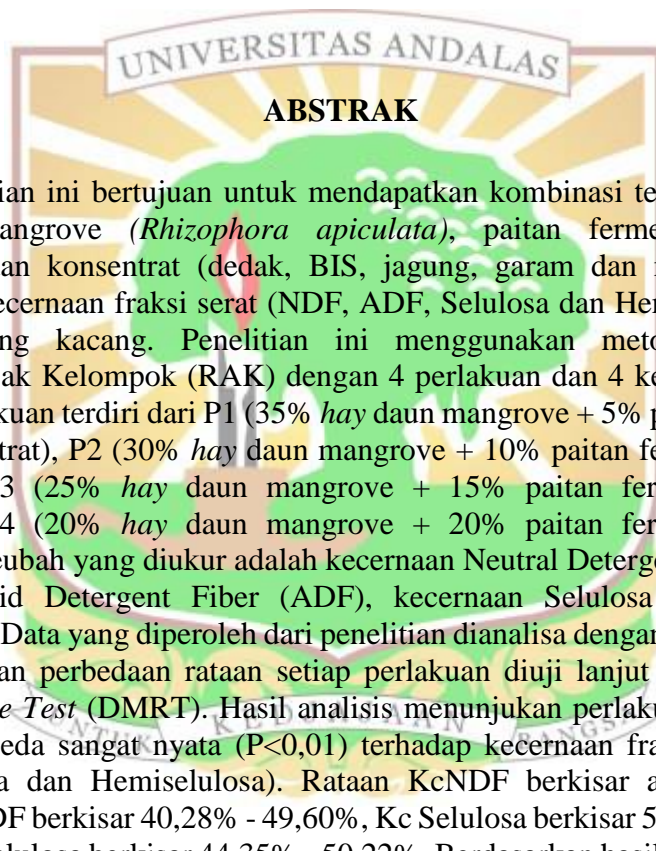 UNIVERSITAS ANDALAS
ABSTRAK
ian ini bertujuan untuk mendapatkan kombinasi te
angrove (Rhizophora apiculata), paitan ferme
an konsentrat (dedak, BIS, jagung, garam dan
ecernaan fraksi serat (NDF, ADF, Selulosa dan He
ng kacang. Penelitian ini menggunakan meto
ak Kelompok (RAK) dengan 4 perlakuan dan 4 ke
kuan terdiri dari P1 (35% hay daun mangrove + 5% p
trat), P2 (30% hay daun mangrove + 10% paitan fe
3 (25% hay daun mangrove + 15% paitan fer
4 (20% hay daun mangrove + 20% paitan fer
eubah yang diukur adalah kecernaan Neutral Deterge
id Detergent Fiber (ADF), kecernaan Selulosa
Data yang diperoleh dari penelitian dianalisa dengan
an perbedaan rataan setiap perlakuan diuji lanjut
e Test (DMRT). Hasil analisis menunjukan perlaku
eda sangat nyata (P<0,01) terhadap kecernaan fra
a dan Hemiselulosa). Rataan KcNDF berkisar a
DF berkisar 40,28% - 49,60%, Kc Selulosa berkisar 5